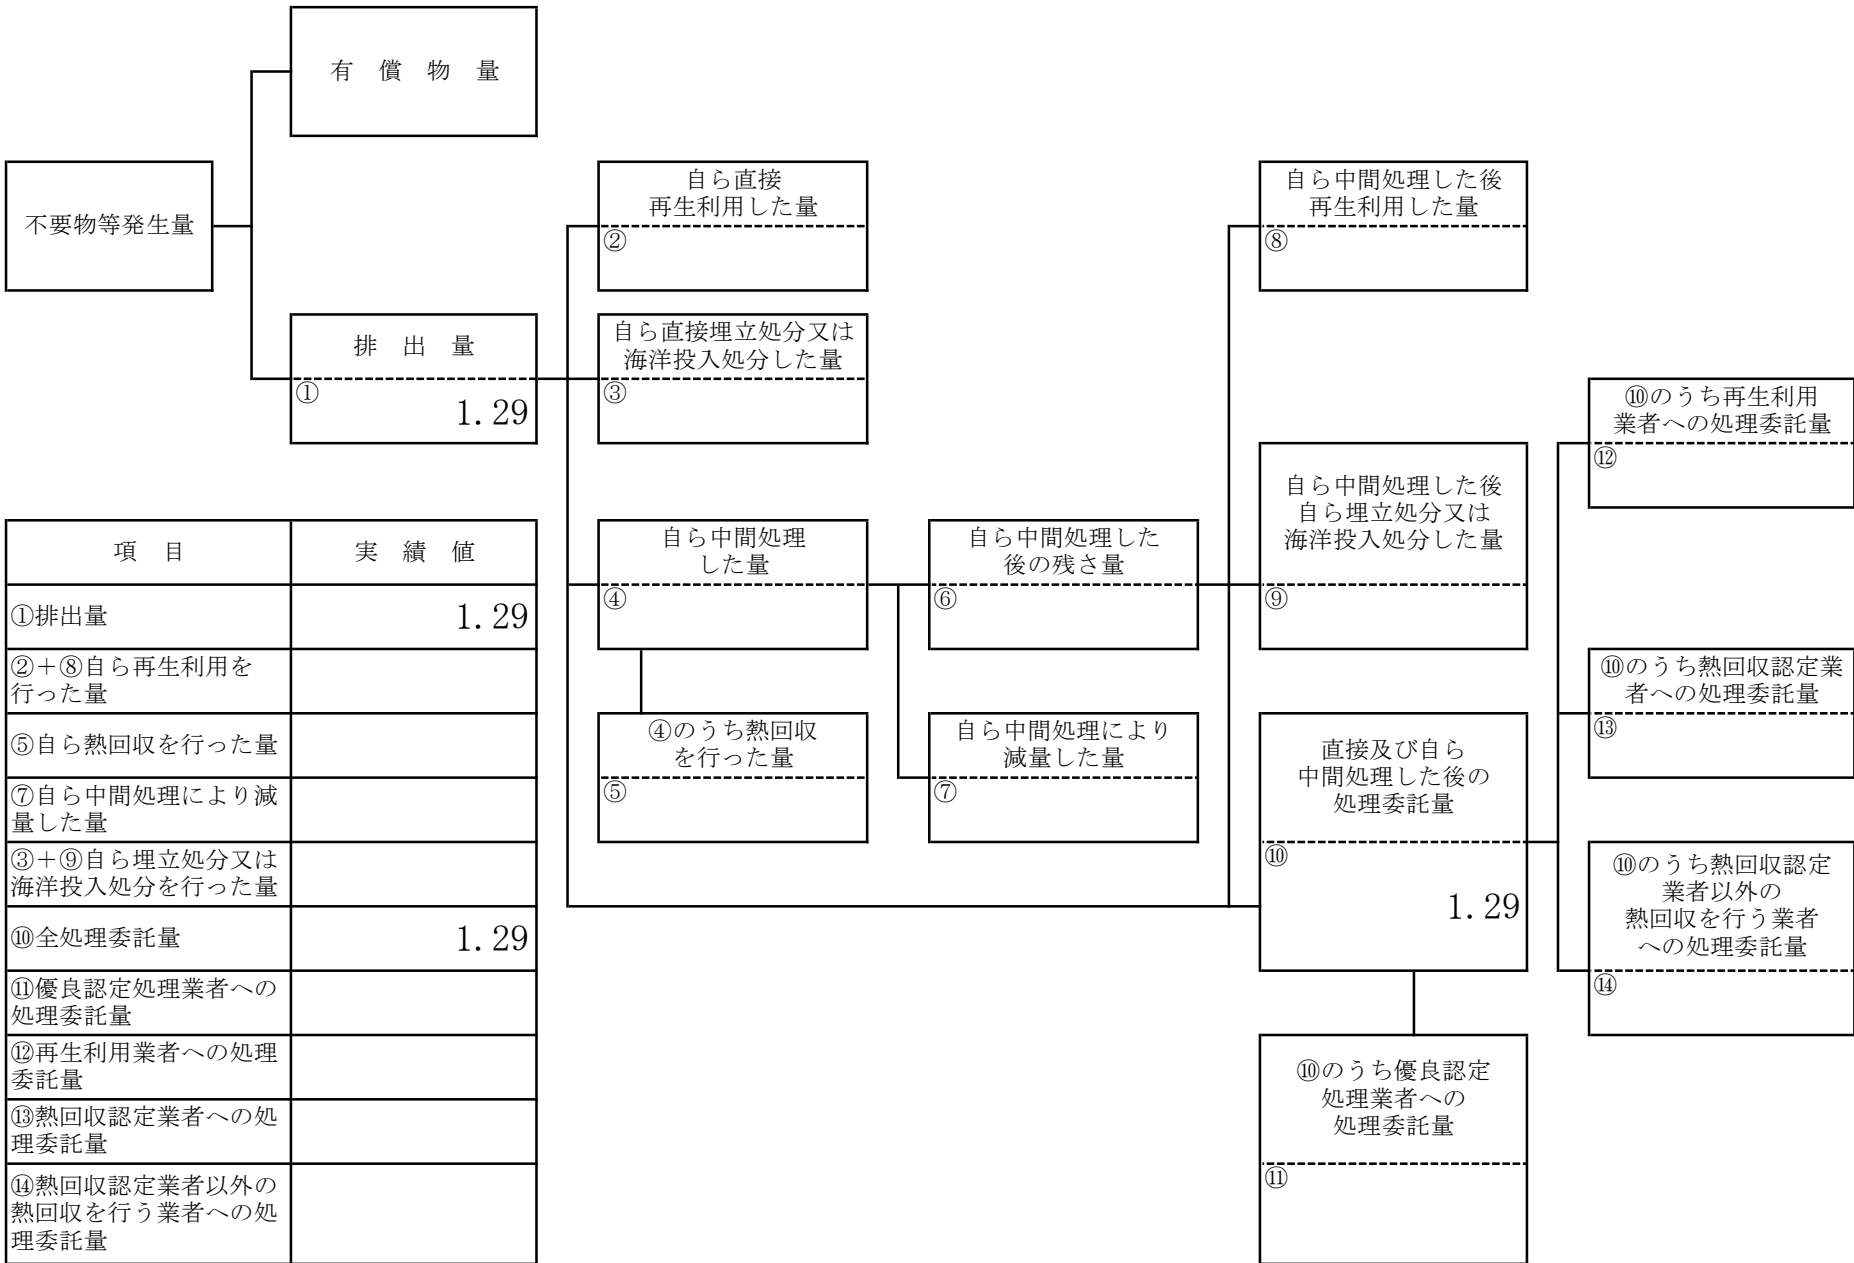 有 償 物 量
不要物等発生量
排 出 量
①
1.29
自ら直接
再生利用した量
②
自ら直接埋立処分又は
海洋投入処分した量
③
自ら中間処理
した量
④
④のうち熱回収
を行った量
⑤
自ら中間処理した
後の残さ量
⑥
自ら中間処理により
減量した量
⑦
自ら中間処理した後
再生利用した量
⑧
自ら中間処理した後
自ら埋立処分又は
海洋投入処分した量
⑨
直接及び自ら
中間処理した後の
処理委託量
⑩
1.29
⑩のうち優良認定
処理業者への
処理委託量
⑪
⑩のうち再生利用
業者への処理委託量
⑫
⑩のうち熱回収認定業
者への処理委託量
⑬
⑩のうち熱回収認定
業者以外の
熱回収を行う業者
への処理委託量
⑭
項 目 実 績 値
①排出量 1.29
②+⑧自ら再生利用を
行った量
⑤自ら熱回収を行った量
⑦自ら中間処理により減
量した量
③+⑨自ら埋立処分又は
海洋投入処分を行った量
⑩全処理委託量 1.29
⑪優良認定処理業者への
処理委託量
⑫再生利用業者への処理
委託量
⑬熱回収認定業者への処
理委託量
⑭熱回収認定業者以外の
熱回収を行う業者への処
理委託量